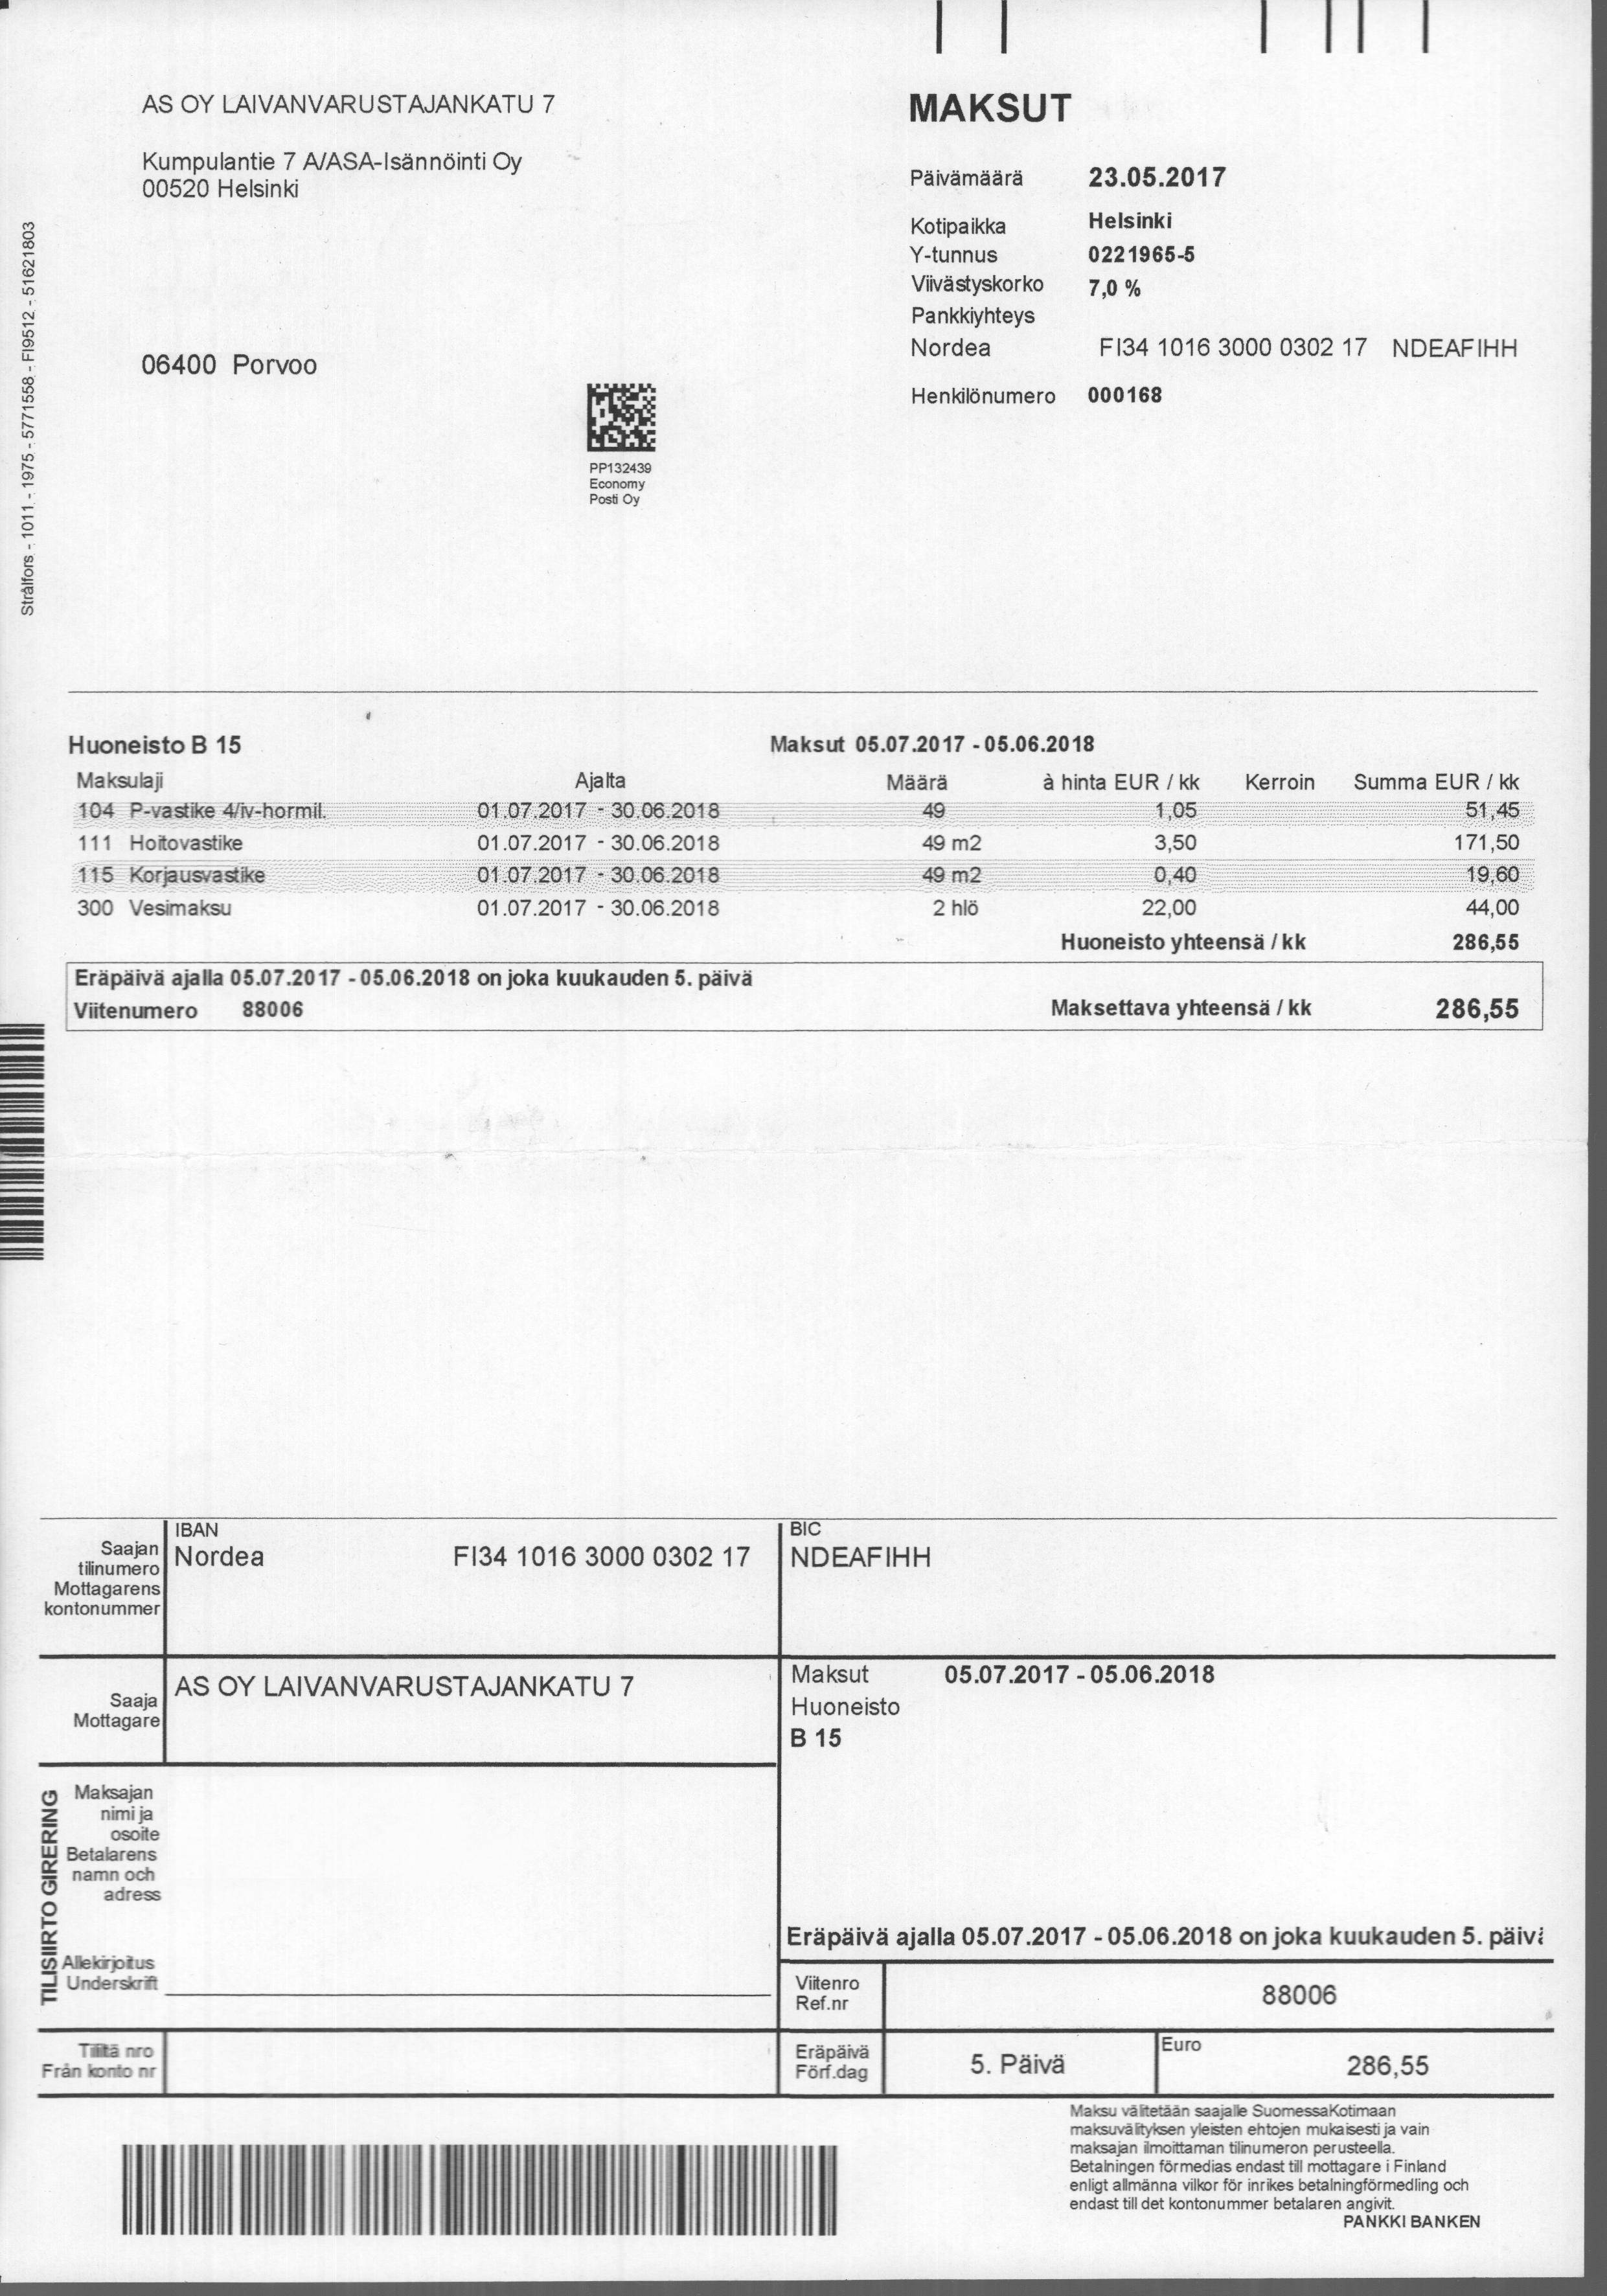 AS OY LAIVANVARUSTAJANKATU 7
Kumpulantie 7 A/ASA-Isännöinti Oy
00520 Helsinki
06400 Porvoo
PP132439
Economy
Posti Oy
Strålfors - 1011 - 1975 - 5771558 - FI9512 - 51621803
MAKSUT
Päivämäärä 23.05.2017
Kotipaikka Helsinki
Y-tunnus 0221965-5
Viivästyskorko 7,0 %
Pankkiyhteys
Nordea FI34 1016 3000 0302 17 NDEAFIHH
Henkilönumero 000168
Huoneisto B 15 Maksut 05.07.2017 - 05.06.2018
Maksulaji Ajalta Määrä à hinta EUR / kk Kerroin Summa EUR / kk
104 P-vastike 4/iv-hormil. 01.07.2017 - 30.06.2018 49 1,05 51,45
111 Hoitovastike 01.07.2017 - 30.06.2018 49 m2 3,50 171,50
115 Korjausvastike 01.07.2017 - 30.06.2018 49 m2 0,40 19,60
300 Vesimaksu 01.07.2017 - 30.06.2018 2 hlö 22,00 44,00
Huoneisto yhteensä / kk 286,55
Eräpäivä ajalla 05.07.2017 - 05.06.2018 on joka kuukauden 5. päivä
Viitenumero 88006 Maksettava yhteensä / kk 286,55
Saajan
tilinumero
Mottagarens
kontonummer
IBAN
Nordea FI34 1016 3000 0302 17
BIC
NDEAFIHH
Saaja
Mottagare
AS OY LAIVANVARUSTAJANKATU 7
Maksut 05.07.2017 - 05.06.2018
Huoneisto
B 15
TILISIIRTO GIRERING
Maksajan
nimi ja
osoite
Betalarens
namn och
adress
Allekirjoitus
Underskrift
Eräpäivä ajalla 05.07.2017 - 05.06.2018 on joka kuukauden 5. päivä
Viitenro
Ref.nr
88006
Tililtä nro
Från konto nr
Eräpäivä
Förf.dag
5. Päivä
Euro
286,55
Maksu välitetään saajalle SuomessaKotimaan
maksuvälityksen yleisten ehtojen mukaisesti ja vain
maksajan ilmoittaman tilinumeron perusteella.
Betalningen förmedias endast till mottagare i Finland
enligt allmänna vilkor för inrikes betalningförmedling och
endast till det kontonummer betalaren angivit.
PANKKI BANKEN